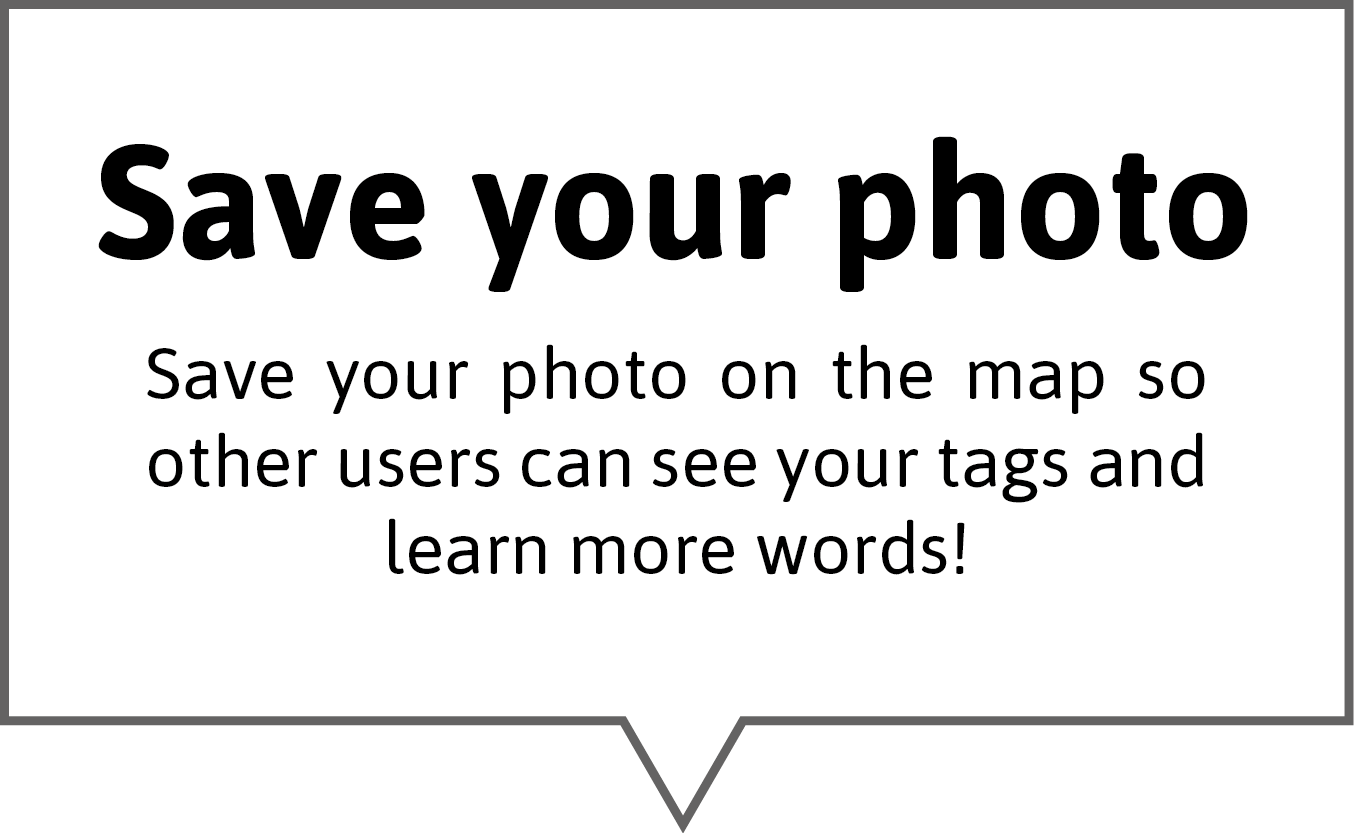 Save your photo
Save your photo on the map so
other users can see your tags and
learn more words!